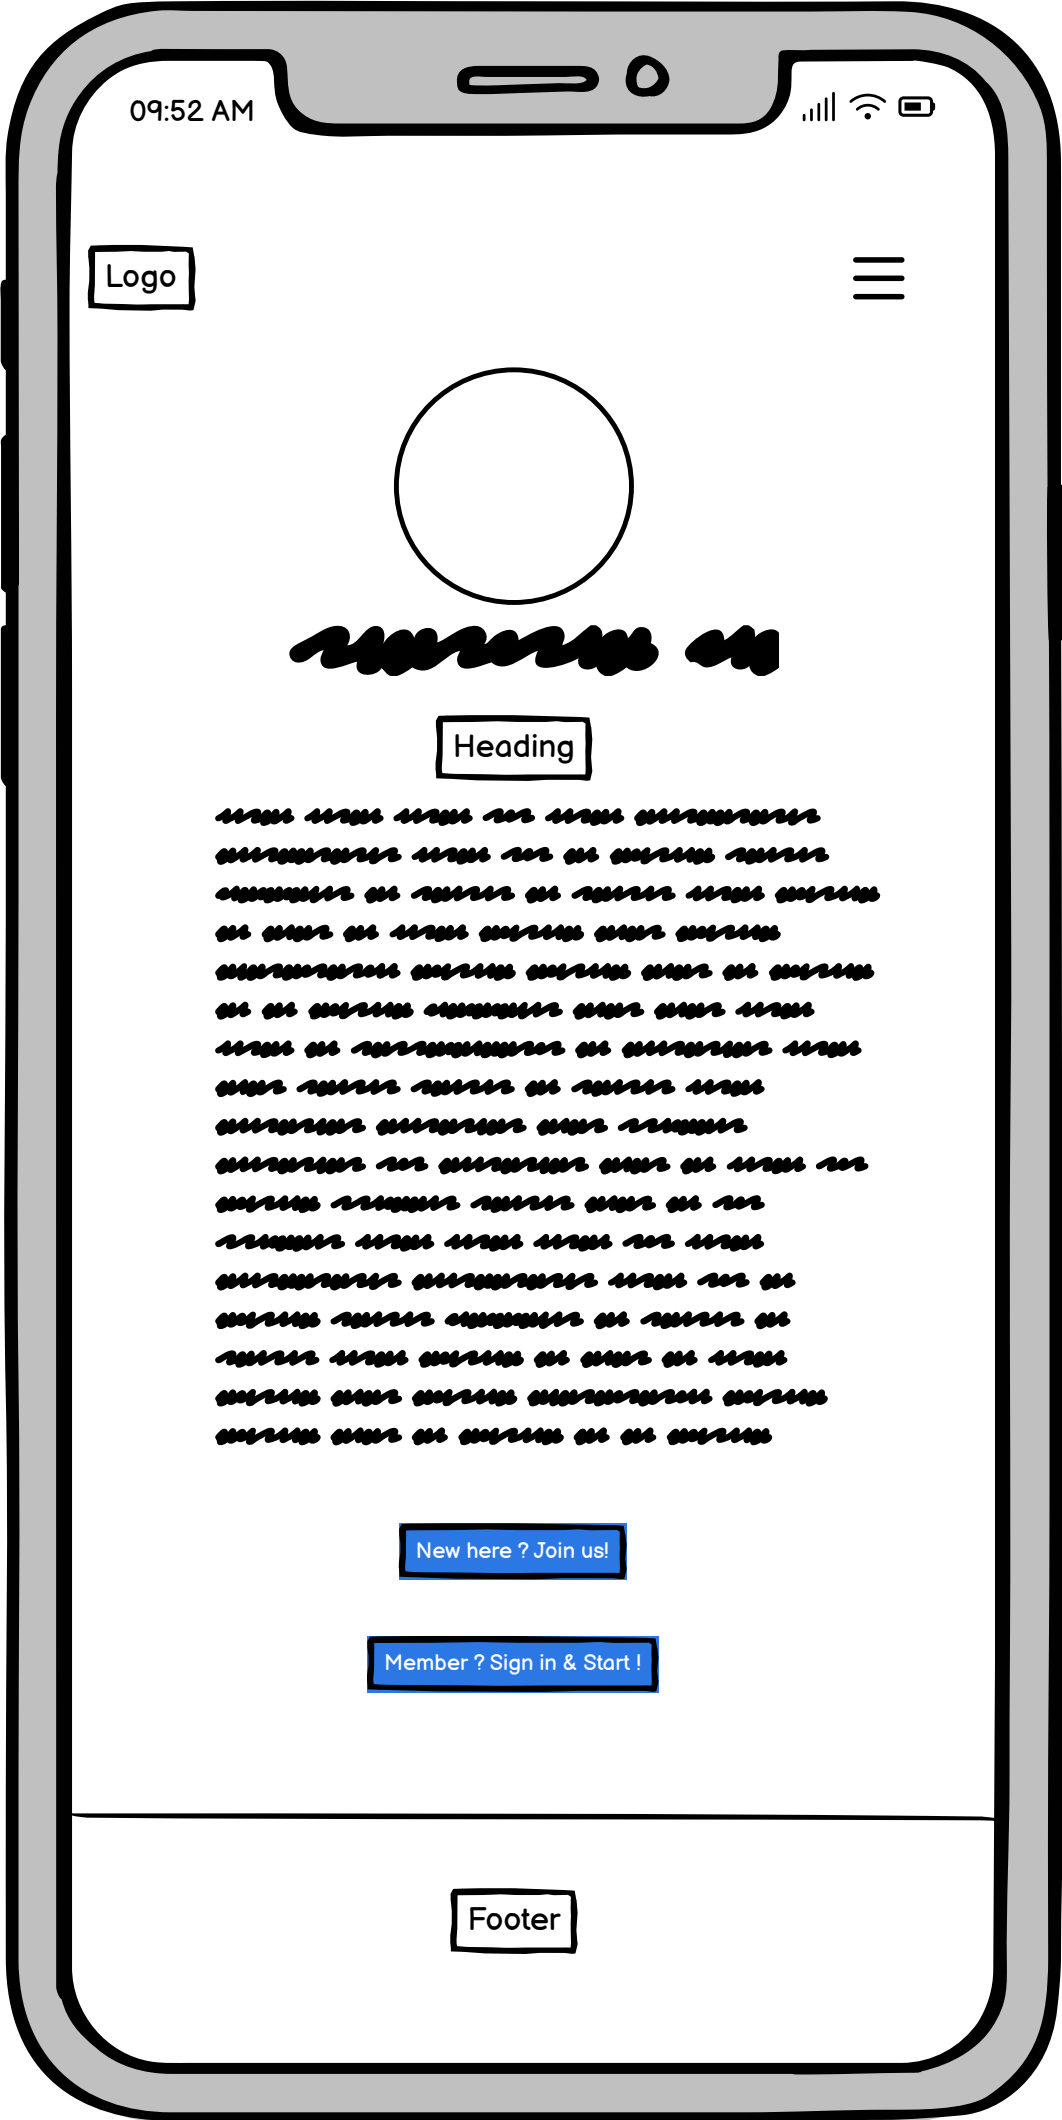 09:52 AM
Logo
Heading
New here ? Join us!
Member ? Sign in & Start !
Footer